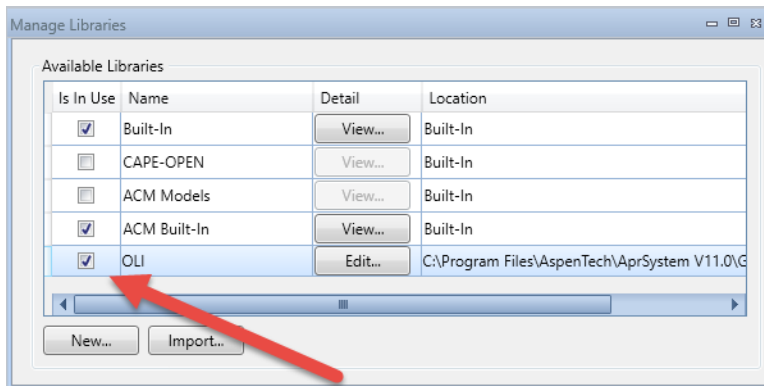 Manage Libraries
Available Libraries
Is In Use Name Detail Location
Built-In View... Built-In
CAPE-OPEN View... Built-In
ACM Models View... Built-In
ACM Built-In View... Built-In
OLI Edit... C:\Program Files\AspenTech\AprSystem V11.0\G
New... Import...